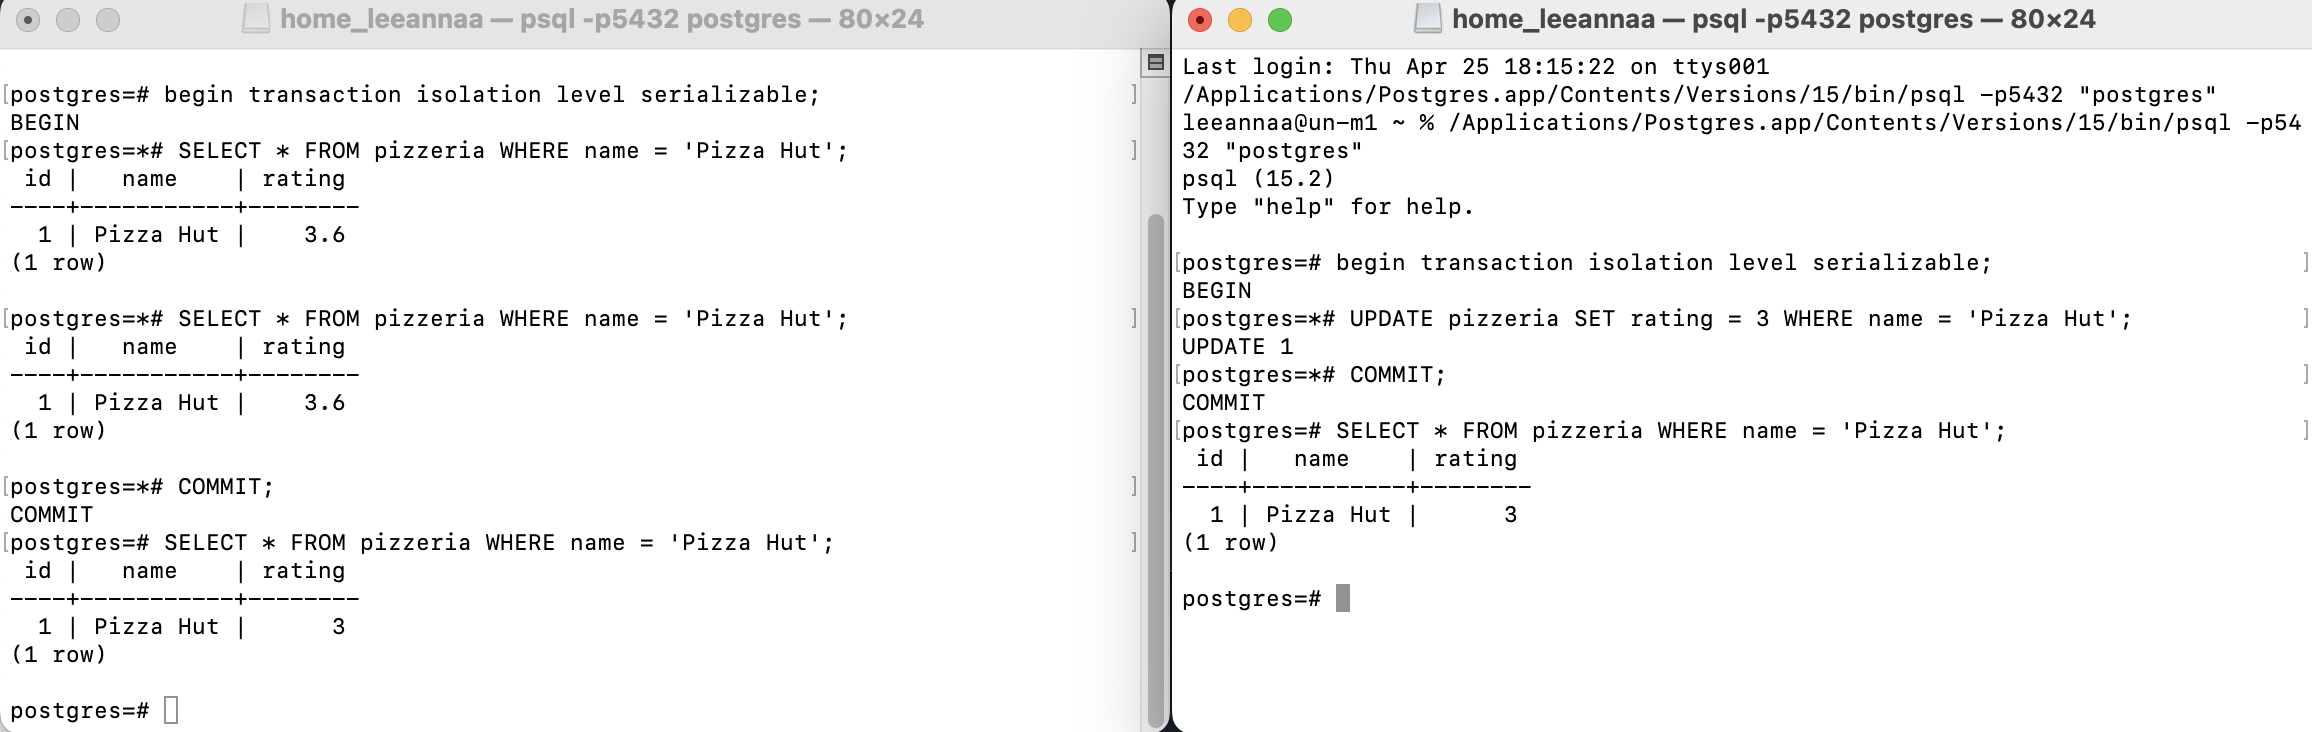 home_leeannaa — psql -p5432 postgres — 80×24
postgres=# begin transaction isolation level serializable;
BEGIN
postgres=*# SELECT * FROM pizzeria WHERE name = 'Pizza Hut';
 id |   name    | rating
----+-----------+--------
  1 | Pizza Hut |    3.6
(1 row)

postgres=*# SELECT * FROM pizzeria WHERE name = 'Pizza Hut';
 id |   name    | rating
----+-----------+--------
  1 | Pizza Hut |    3.6
(1 row)

postgres=*# COMMIT;
COMMIT
postgres=# SELECT * FROM pizzeria WHERE name = 'Pizza Hut';
 id |   name    | rating
----+-----------+--------
  1 | Pizza Hut |      3
(1 row)

postgres=#
home_leeannaa — psql -p5432 postgres — 80×24
Last login: Thu Apr 25 18:15:22 on ttys001
/Applications/Postgres.app/Contents/Versions/15/bin/psql -p5432 "postgres"
leeannaa@un-m1 ~ % /Applications/Postgres.app/Contents/Versions/15/bin/psql -p54
32 "postgres"
psql (15.2)
Type "help" for help.

postgres=# begin transaction isolation level serializable;
BEGIN
postgres=*# UPDATE pizzeria SET rating = 3 WHERE name = 'Pizza Hut';
UPDATE 1
postgres=*# COMMIT;
COMMIT
postgres=# SELECT * FROM pizzeria WHERE name = 'Pizza Hut';
 id |   name    | rating
----+-----------+--------
  1 | Pizza Hut |      3
(1 row)

postgres=#